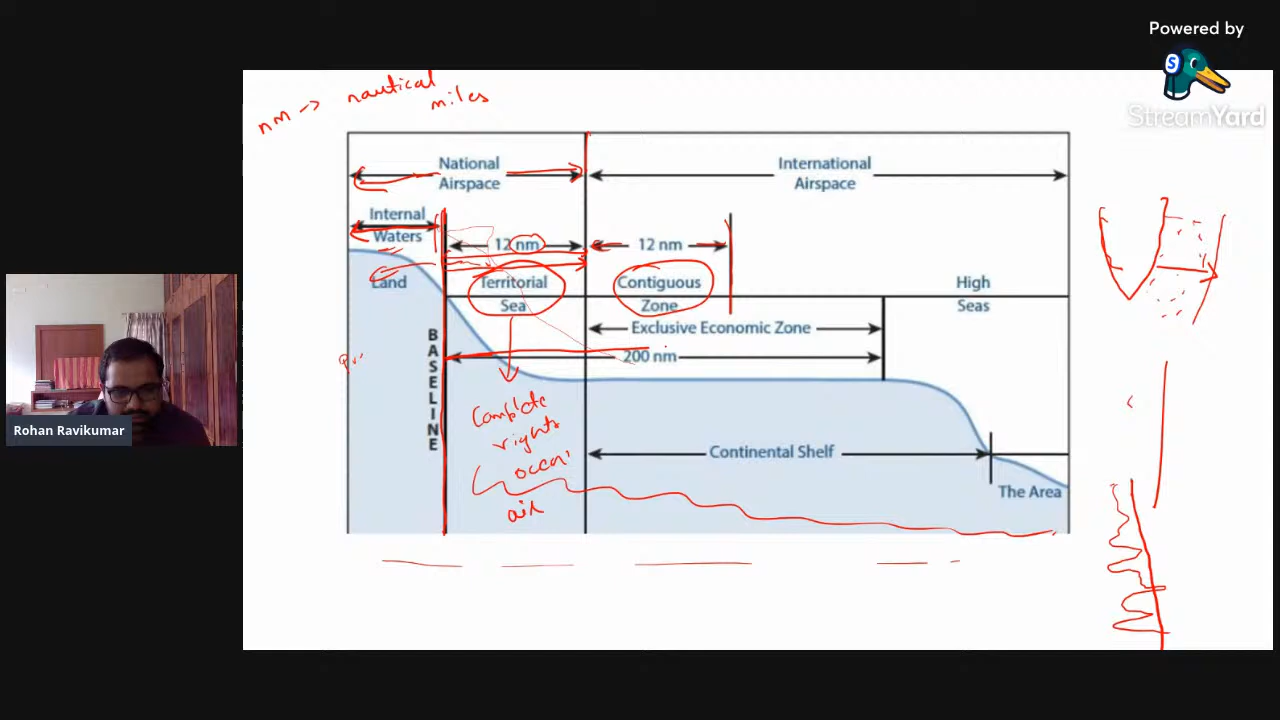 Powered by
StreamYard
nm → nautical
miles
National
Airspace
International
Airspace
Internal
Waters
12 nm
12 nm
Land
Territorial
Sea
Contiguous
Zone
High
Seas
Exclusive Economic Zone
200 nm
BASELINE
Complete
rights
air
Continental Shelf
The Area
Rohan Ravikumar